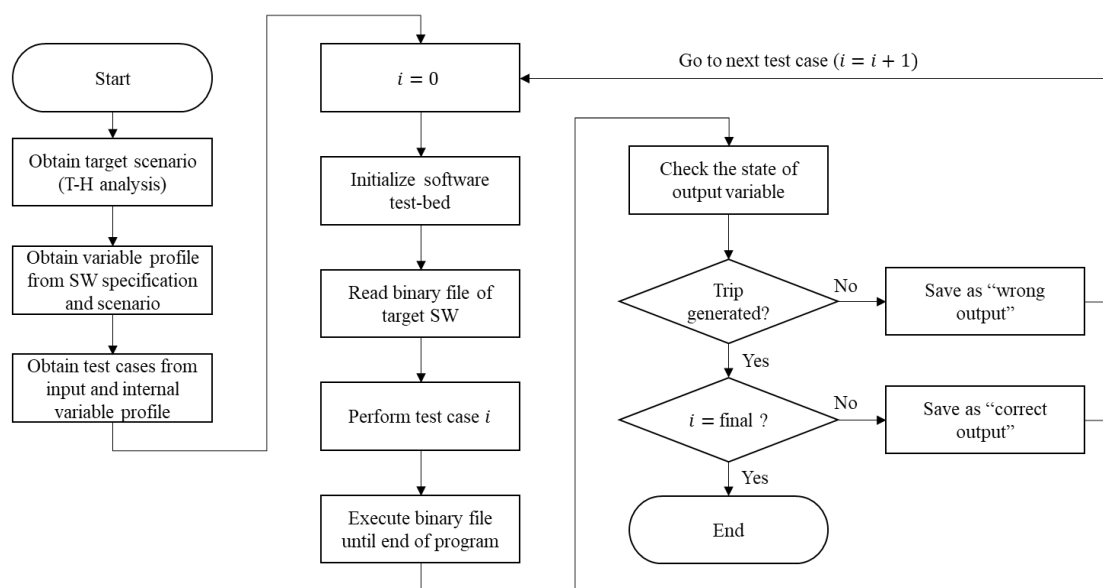 Start
Obtain target scenario
(T-H analysis)
Obtain variable profile
from SW specification
and scenario
Obtain test cases from
input and internal
variable profile
i = 0
Initialize software
test-bed
Read binary file of
target SW
Perform test case i
Execute binary file
until end of program
Go to next test case (i = i + 1)
Check the state of
output variable
Trip
generated?
No
Save as “wrong
output”
Yes
i = final ?
No
Save as “correct
output”
Yes
End